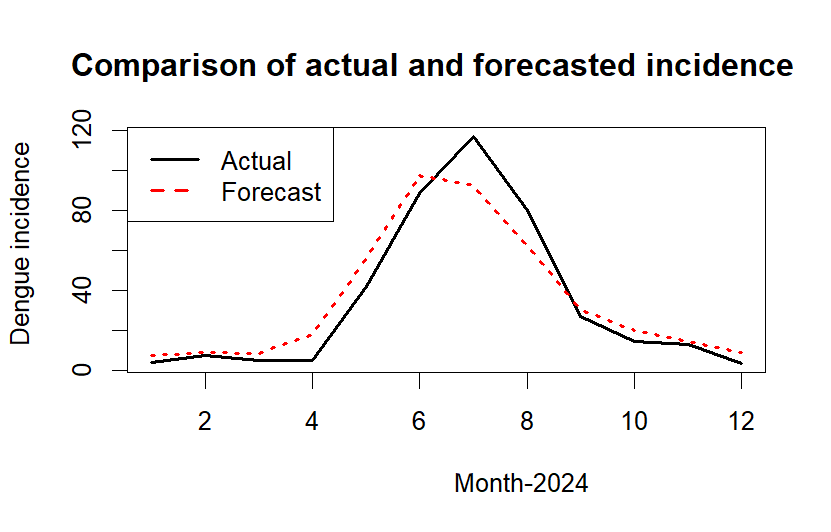 Comparison of actual and forecasted incidence
Dengue incidence
120
80
40
0
Actual
Forecast
2 4 6 8 10 12
Month-2024